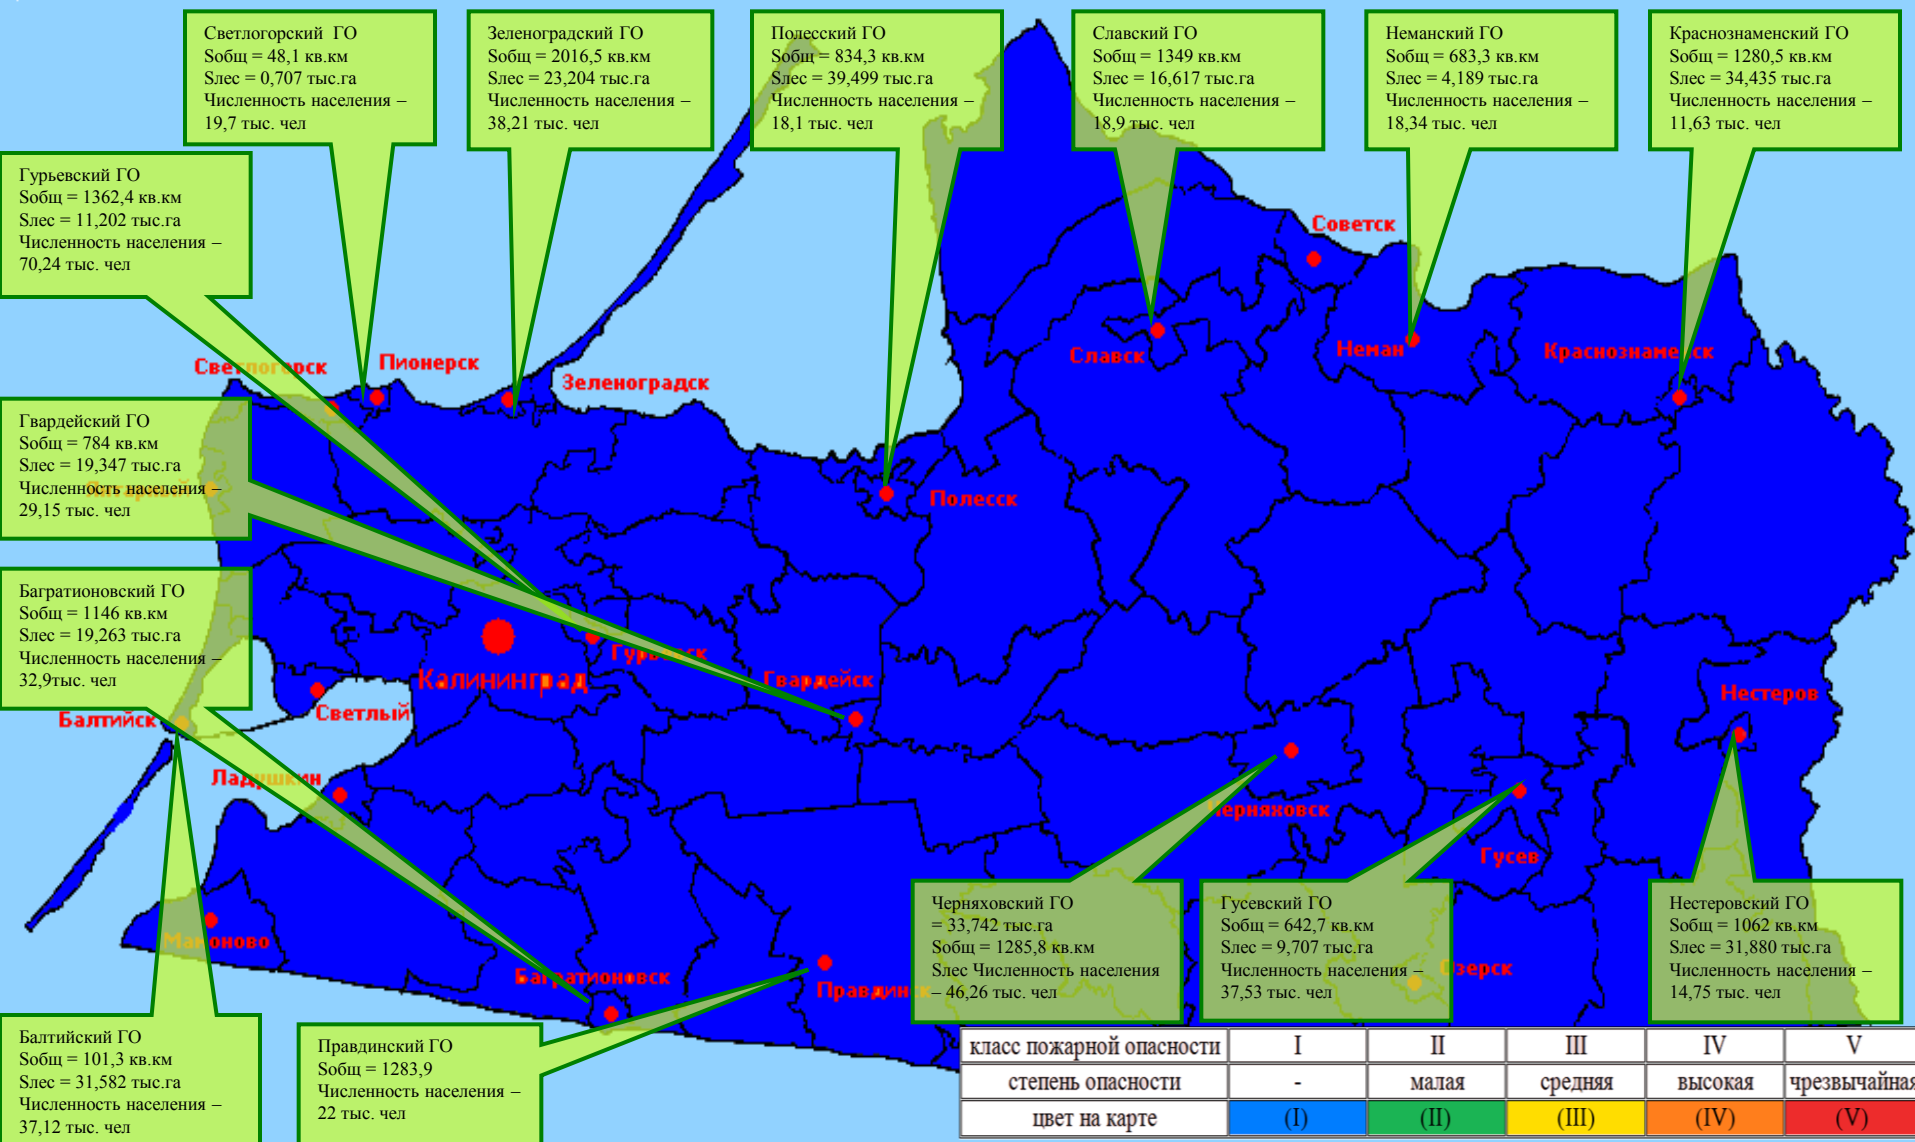 Светлогорский ГО
Sобщ = 48,1 кв.км
Sлес = 0,707 тыс.га
Численность населения –
19,7 тыс. чел
Зеленоградский ГО
Sобщ = 2016,5 кв.км
Sлес = 23,204 тыс.га
Численность населения –
38,21 тыс. чел
Полесский ГО
Sобщ = 834,3 кв.км
Sлес = 39,499 тыс.га
Численность населения –
18,1 тыс. чел
Славский ГО
Sобщ = 1349 кв.км
Sлес = 16,617 тыс.га
Численность населения –
18,9 тыс. чел
Неманский ГО
Sобщ = 683,3 кв.км
Sлес = 4,189 тыс.га
Численность населения –
18,34 тыс. чел
Краснознаменский ГО
Sобщ = 1280,5 кв.км
Sлес = 34,435 тыс.га
Численность населения –
11,63 тыс. чел
Гурьевский ГО
Sобщ = 1362,4 кв.км
Sлес = 11,202 тыс.га
Численность населения –
70,24 тыс. чел
Советск
Славск
Неман
Краснознаменск
Светлогорск
Пионерск
Зеленоградск
Гвардейский ГО
Sобщ = 784 кв.км
Sлес = 19,347 тыс.га
Численность населения –
29,15 тыс. чел
Янтарный
Полесск
Багратионовский ГО
Sобщ = 1146 кв.км
Sлес = 19,263 тыс.га
Численность населения –
32,9тыс. чел
Гурьевск
Калининград
Гвардейск
Нестеров
Балтийск
Светлый
Ладушкин
Черняховск
Гусев
Мамоново
Багратионовск
Правдинск
Озерск
Черняховский ГО
= 33,742 тыс.га
Sобщ = 1285,8 кв.км
Sлес Численность населения
– 46,26 тыс. чел
Гусевский ГО
Sобщ = 642,7 кв.км
Sлес = 9,707 тыс.га
Численность населения –
37,53 тыс. чел
Нестеровский ГО
Sобщ = 1062 кв.км
Sлес = 31,880 тыс.га
Численность населения –
14,75 тыс. чел
Балтийский ГО
Sобщ = 101,3 кв.км
Sлес = 31,582 тыс.га
Численность населения –
37,12 тыс. чел
Правдинский ГО
Sобщ = 1283,9
Численность населения –
22 тыс. чел
класс пожарной опасности I II III IV V
степень опасности - малая средняя высокая чрезвычайная
цвет на карте (I) (II) (III) (IV) (V)